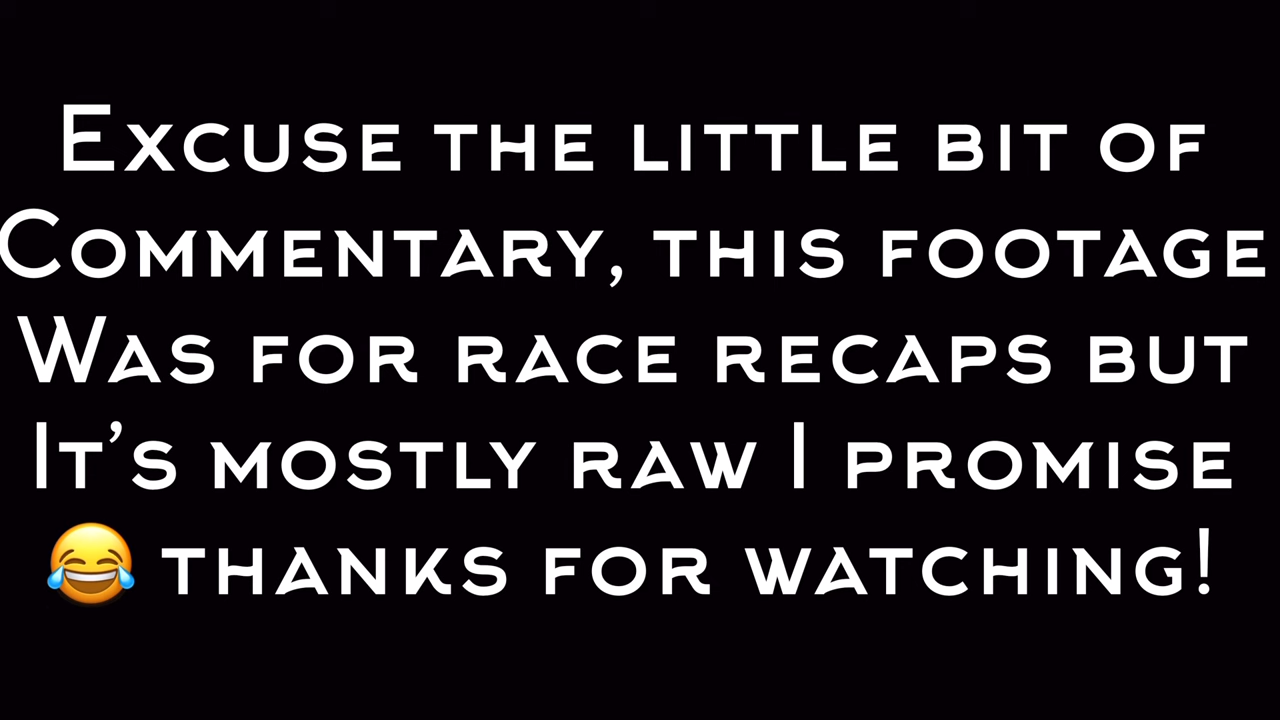 Excuse the little bit of
Commentary, this footage
Was for race recaps but
It’s mostly raw I promise
😂 thanks for watching!